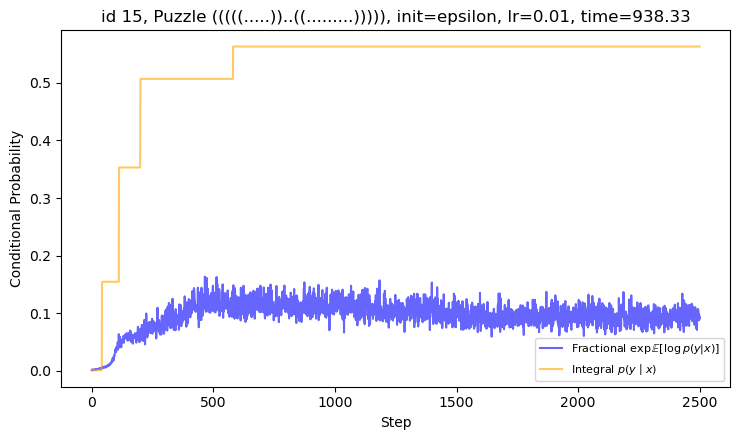 id 15, Puzzle (((((.....))..((.........))))), init=epsilon, lr=0.01, time=938.33
Conditional Probability
0.5
0.4
0.3
0.2
0.1
0.0
Fractional exp𝔼[log p(y|x)]
Integral p(y | x)
0 500 1000 1500 2000 2500
Step